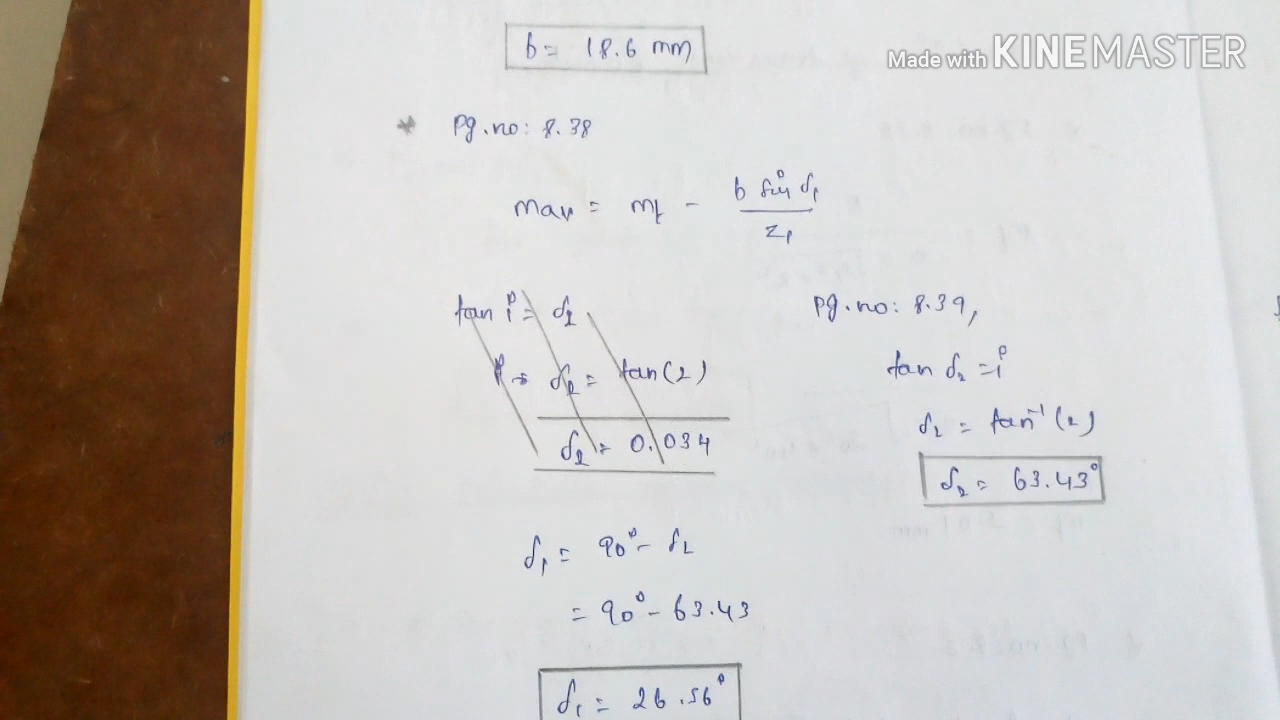 b = 18.6 mm
Made with KINEMASTER
* Pg.no: 8.38
mav = mt - b sin δ1 / z1
tan i = δ2
i → δ2 = tan(2)
δ2 = 0.034
Pg.no: 8.39,
tan δ2 = i
δ2 = tan⁻¹(2)
δ2 = 63.43°
δ1 = 90° - δ2
= 90° - 63.43
δ1 = 26.56°